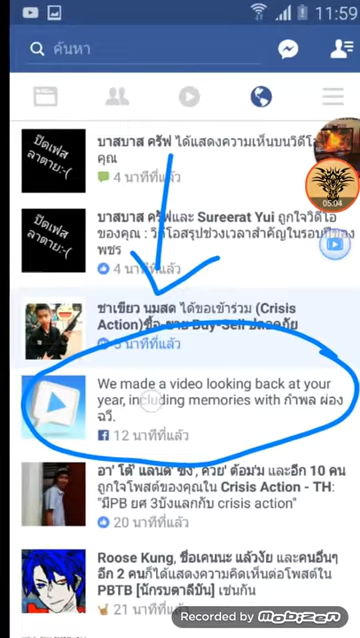 11:59
ค้นหา
ปิดเฟส
ลาตาย:-(
บาสบาส ครัฟ ได้แสดงความเห็นบนวิดีโอ
คุณ
4 นาทีที่แล้ว
05:04
ปิดเฟส
ลาตาย:-(
บาสบาส ครัฟและ Sureerat Yui ถูกใจวิดีโอ
ของคุณ : วิดีโอสรุปช่วงเวลาสำคัญในรอบปีของ
พชร
4 นาทีที่แล้ว
ชาเขียว นมสด ได้ขอเข้าร่วม (Crisis
Action)ซื้อ-ขาย Buy-Sell ปลอดภัย
5 นาทีที่แล้ว
We made a video looking back at your
year, including memories with กำพล ผ่อง
ฉวี.
12 นาทีที่แล้ว
และอีก 10 คน
ถูกใจโพสต์ของคุณใน Crisis Action - TH:
"มีPB ยศ 3บังแลกกับ crisis action"
20 นาทีที่แล้ว
Roose Kung, ชื่อเคนนะ แล้วงัย และคนอื่นๆ
อีก 2 คนก็ได้แสดงความคิดเห็นต่อโพสต์ใน
PBTB [นักรบตาลีบัน] เช่นกัน
21 นาทีที่แล้ว
Recorded by MOBIZEN